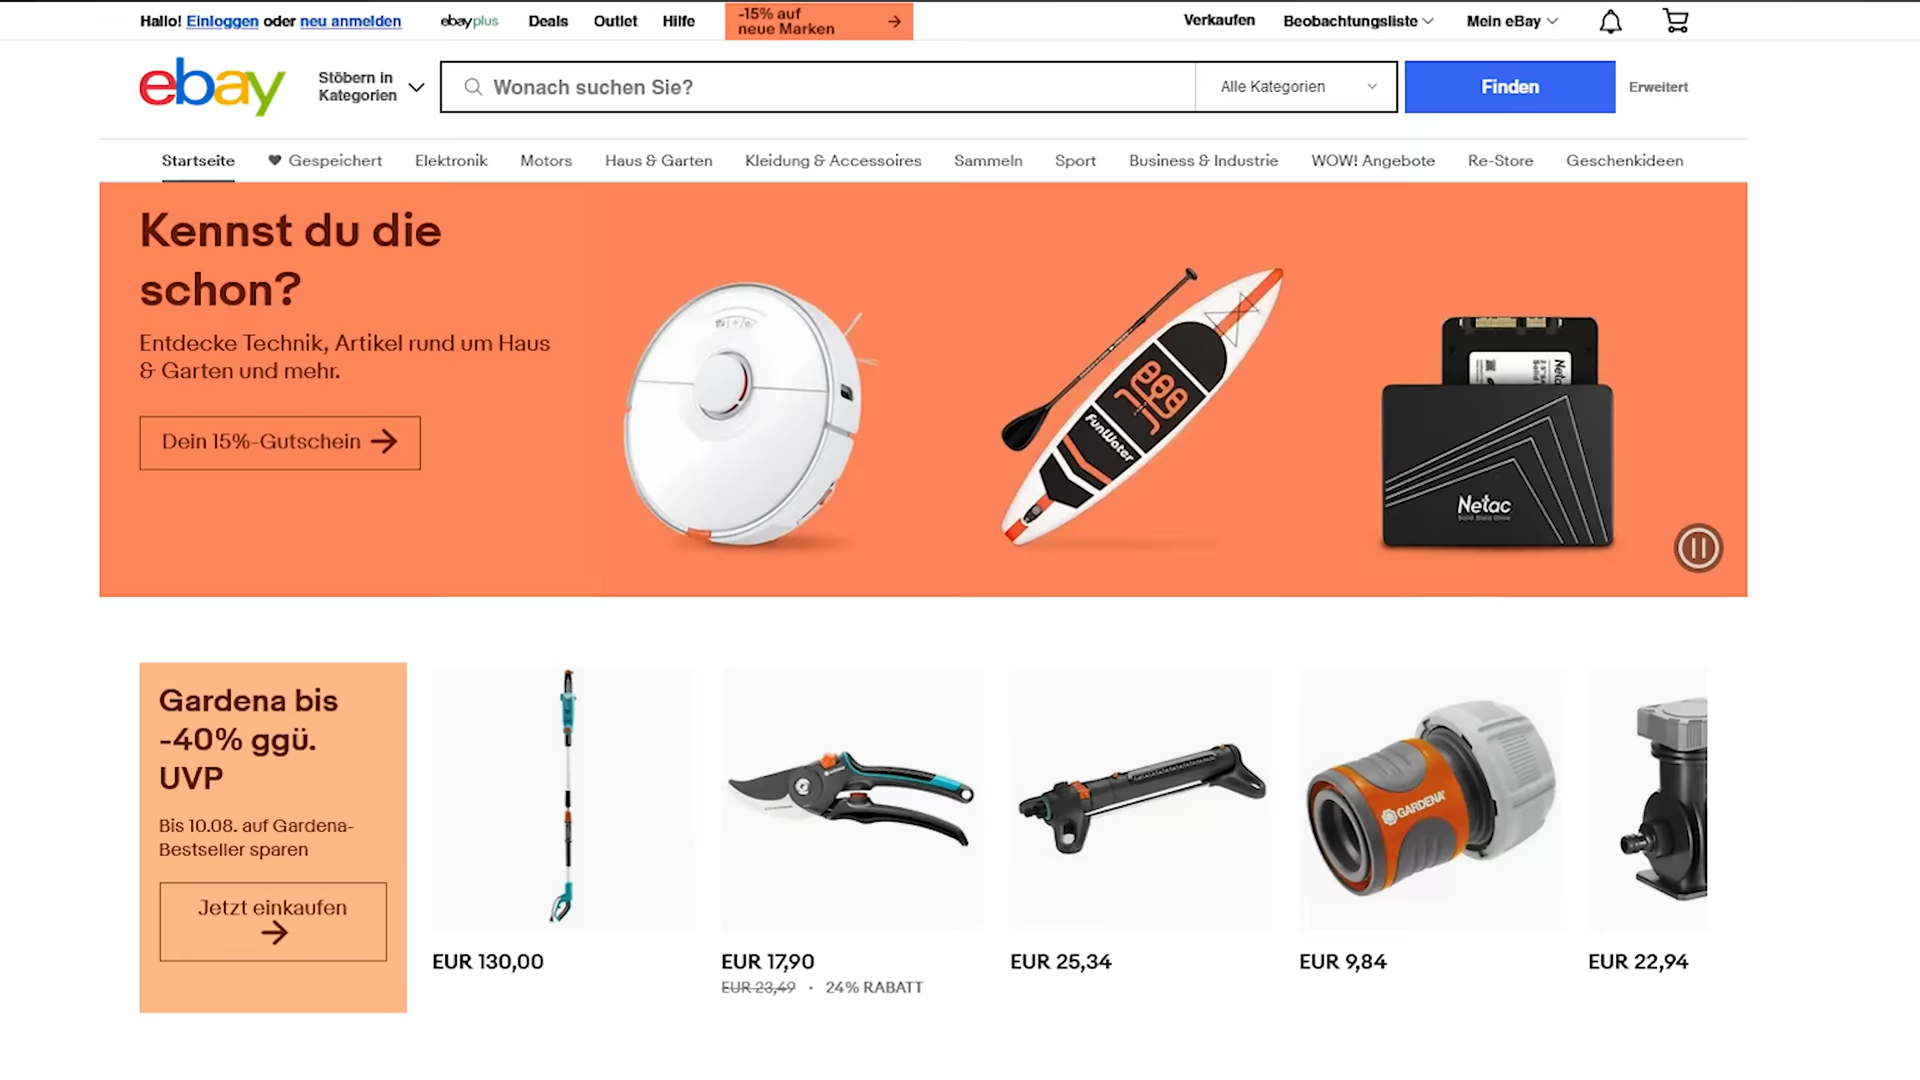 Hallo! Einloggen oder neu anmelden
ebayplus
Deals
Outlet
Hilfe
-15% auf
neue Marken
Verkaufen
Beobachtungsliste
Mein eBay
ebay
Stöbern in
Kategorien
Wonach suchen Sie?
Alle Kategorien
Finden
Erweitert
Startseite
Gespeichert
Elektronik
Motors
Haus & Garten
Kleidung & Accessoires
Sammeln
Sport
Business & Industrie
WOW! Angebote
Re-Store
Geschenkideen
Kennst du die
schon?
Entdecke Technik, Artikel rund um Haus
& Garten und mehr.
Dein 15%-Gutschein
FunWater
Netac
Solid State Drive
Gardena bis
-40% ggü.
UVP
Bis 10.08. auf Gardena-
Bestseller sparen
Jetzt einkaufen
GARDENA
EUR 130,00
EUR 17,90
EUR 23,49 · 24% RABATT
EUR 25,34
EUR 9,84
EUR 22,94